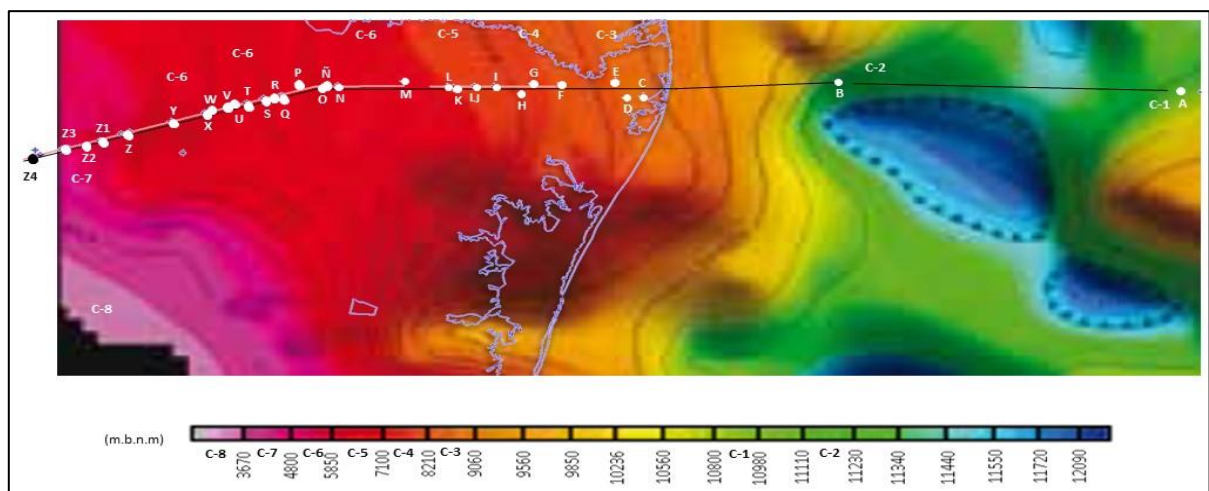 C-6 C-5 C-4 C-3
C-6
C-6
C-2
P Ñ L I G E
Z3 Z1 Y W V T R O N M K LJ H F D C B C-1 A
X U S Q
Z2 Z
Z4 C-7
C-8
(m.b.n.m)
C-8 3670 C-7 4800 C-6 5850 C-5 7100 C-4 8210 C-3 9060 9560 9850 10236 10560 10800 C-1 10980 11110 C-2 11230 11340 11440 11550 11720 12090